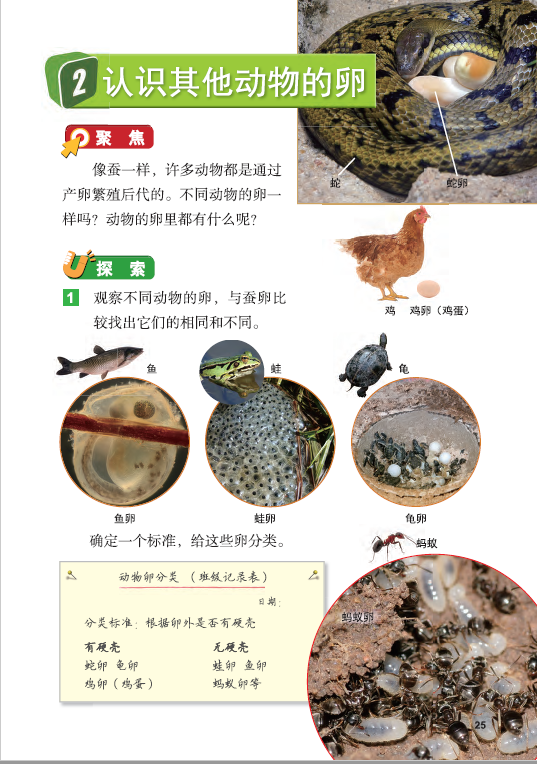 2 认识其他动物的卵
聚 焦
像蚕一样，许多动物都是通过
产卵繁殖后代的。不同动物的卵一
样吗？动物的卵里都有什么呢？
蛇
蛇卵
鸡 鸡卵（鸡蛋）
探 索
1 观察不同动物的卵，与蚕卵比
较找出它们的相同和不同。
鱼
蛙
龟
鱼卵
蛙卵
龟卵
确定一个标准，给这些卵分类。
蚂蚁
蚂蚁卵
动物卵分类（班级记录表）
日期：
分类标准：根据卵外是否有硬壳
有硬壳 无硬壳
蛇卵 龟卵 蛙卵 鱼卵
鸡卵（鸡蛋） 蚂蚁卵等
25